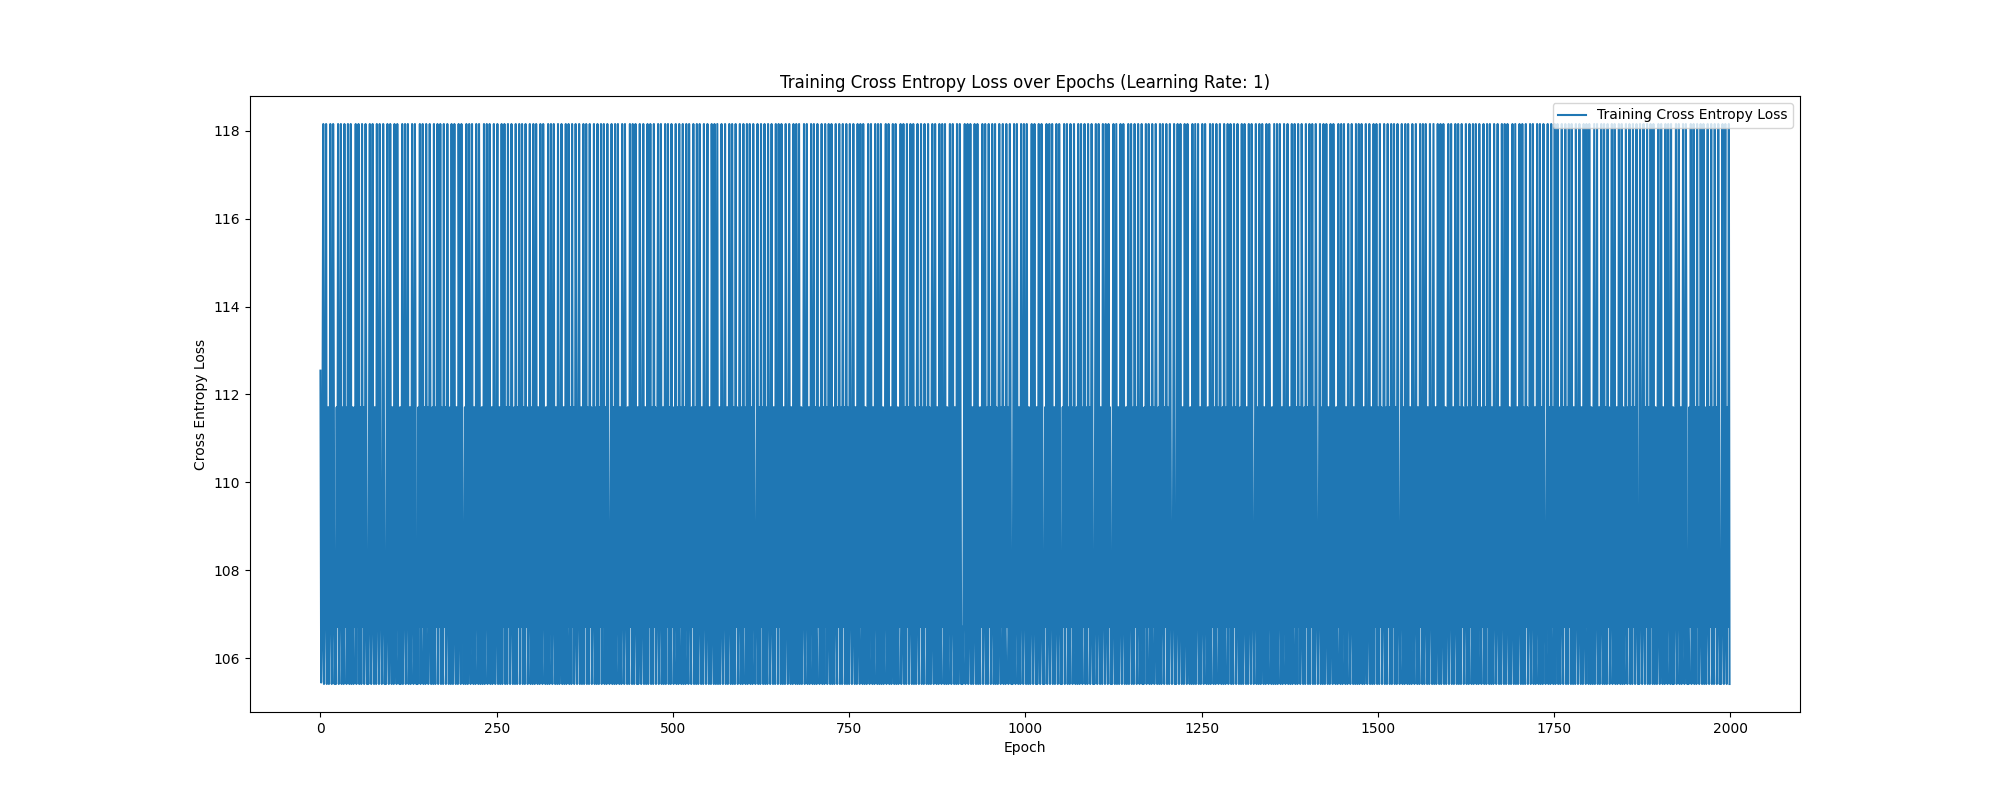 Training Cross Entropy Loss over Epochs (Learning Rate: 1)
Training Cross Entropy Loss
118
116
114
112
110
108
106
Cross Entropy Loss
0 250 500 750 1000 1250 1500 1750 2000
Epoch